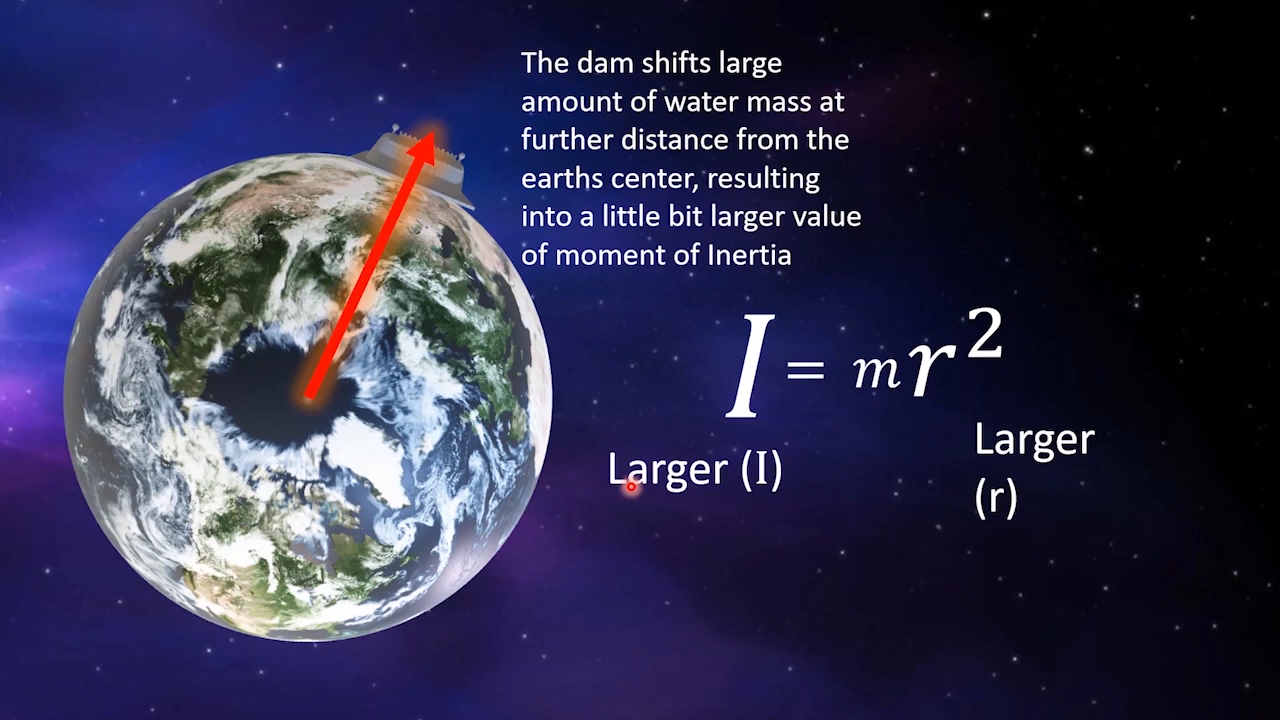 The dam shifts large
amount of water mass at
further distance from the
earths center, resulting
into a little bit larger value
of moment of Inertia
I = mr²
Larger (I)
Larger
(r)